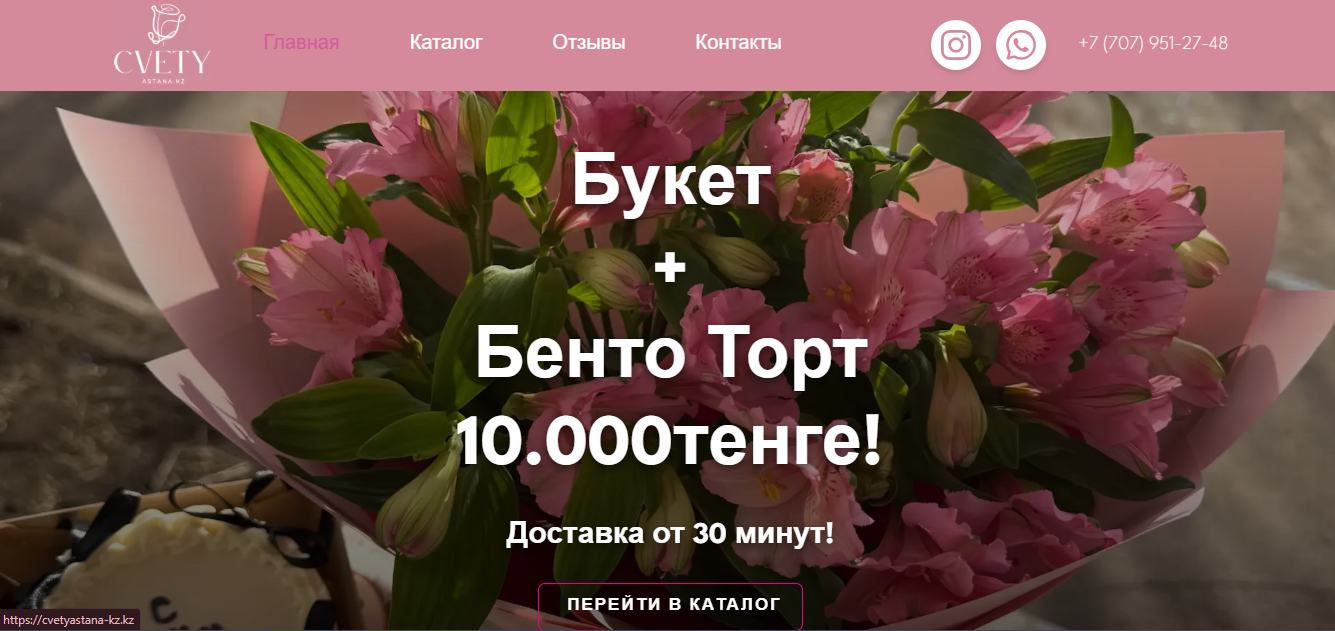 CVETY
ASTANA.KZ
Главная
Каталог
Отзывы
Контакты
+7 (707) 951-27-48
Букет
+
Бенто Торт
10.000тенге!
Доставка от 30 минут!
ПЕРЕЙТИ В КАТАЛОГ
https://cvetyastana-kz.kz